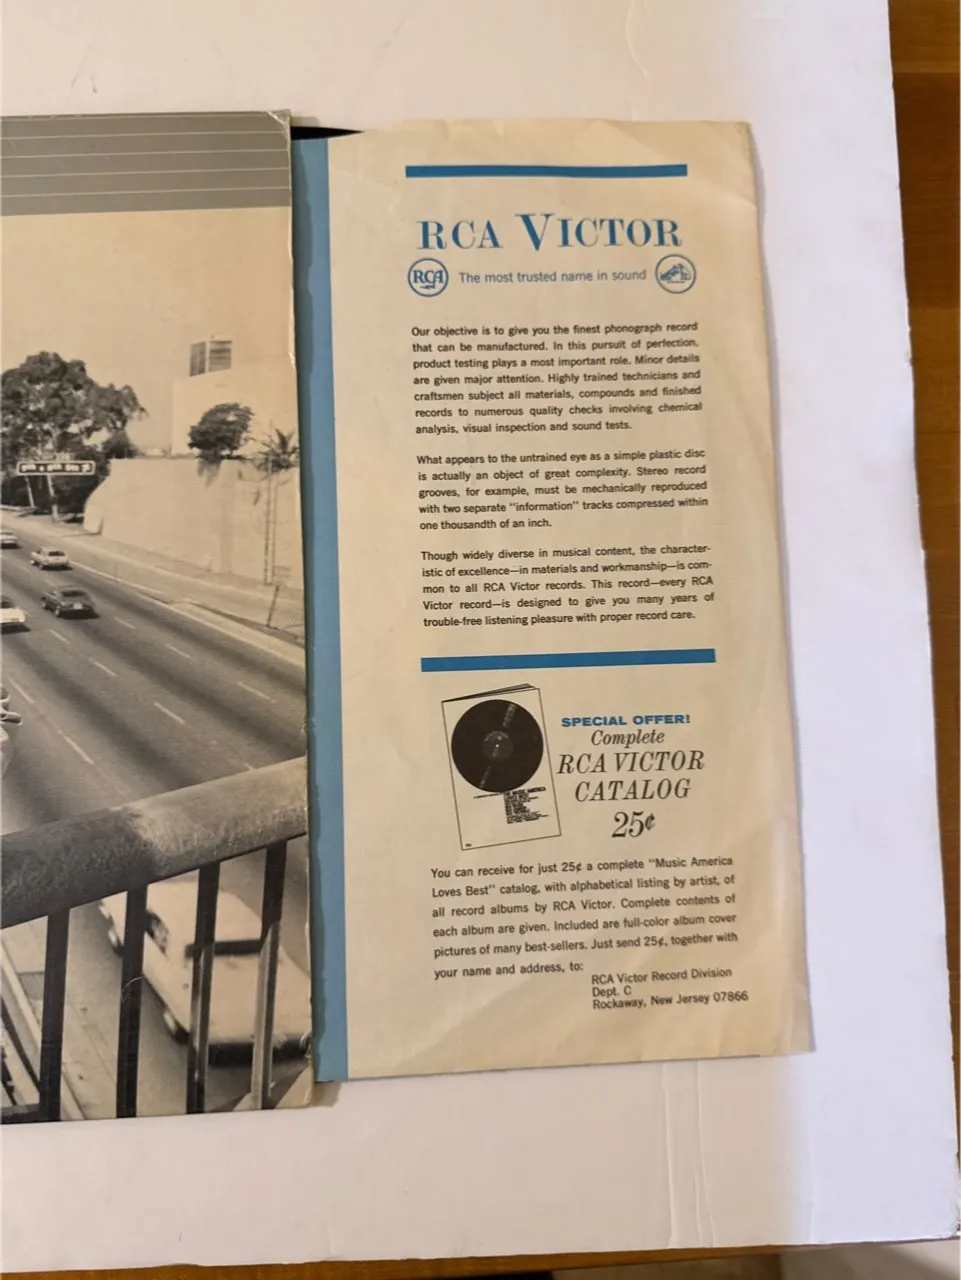 RCA VICTOR
RCA The most trusted name in sound
Our objective is to give you the finest phonograph record
that can be manufactured. In this pursuit of perfection,
product testing plays a most important role. Minor details
are given major attention. Highly trained technicians and
craftsmen subject all materials, compounds and finished
records to numerous quality checks involving chemical
analysis, visual inspection and sound tests.
What appears to the untrained eye as a simple plastic disc
is actually an object of great complexity. Stereo record
grooves, for example, must be mechanically reproduced
with two separate "information" tracks compressed within
one thousandth of an inch.
Though widely diverse in musical content, the character-
istic of excellence—in materials and workmanship—is com-
mon to all RCA Victor records. This record—every RCA
Victor record—is designed to give you many years of
trouble-free listening pleasure with proper record care.
SPECIAL OFFER!
Complete
RCA VICTOR
CATALOG
25¢
You can receive for just 25¢ a complete "Music America
Loves Best" catalog, with alphabetical listing by artist, of
all record albums by RCA Victor. Complete contents of
each album are given. Included are full-color album cover
pictures of many best-sellers. Just send 25¢, together with
your name and address, to:
RCA Victor Record Division
Dept. C
Rockaway, New Jersey 07866